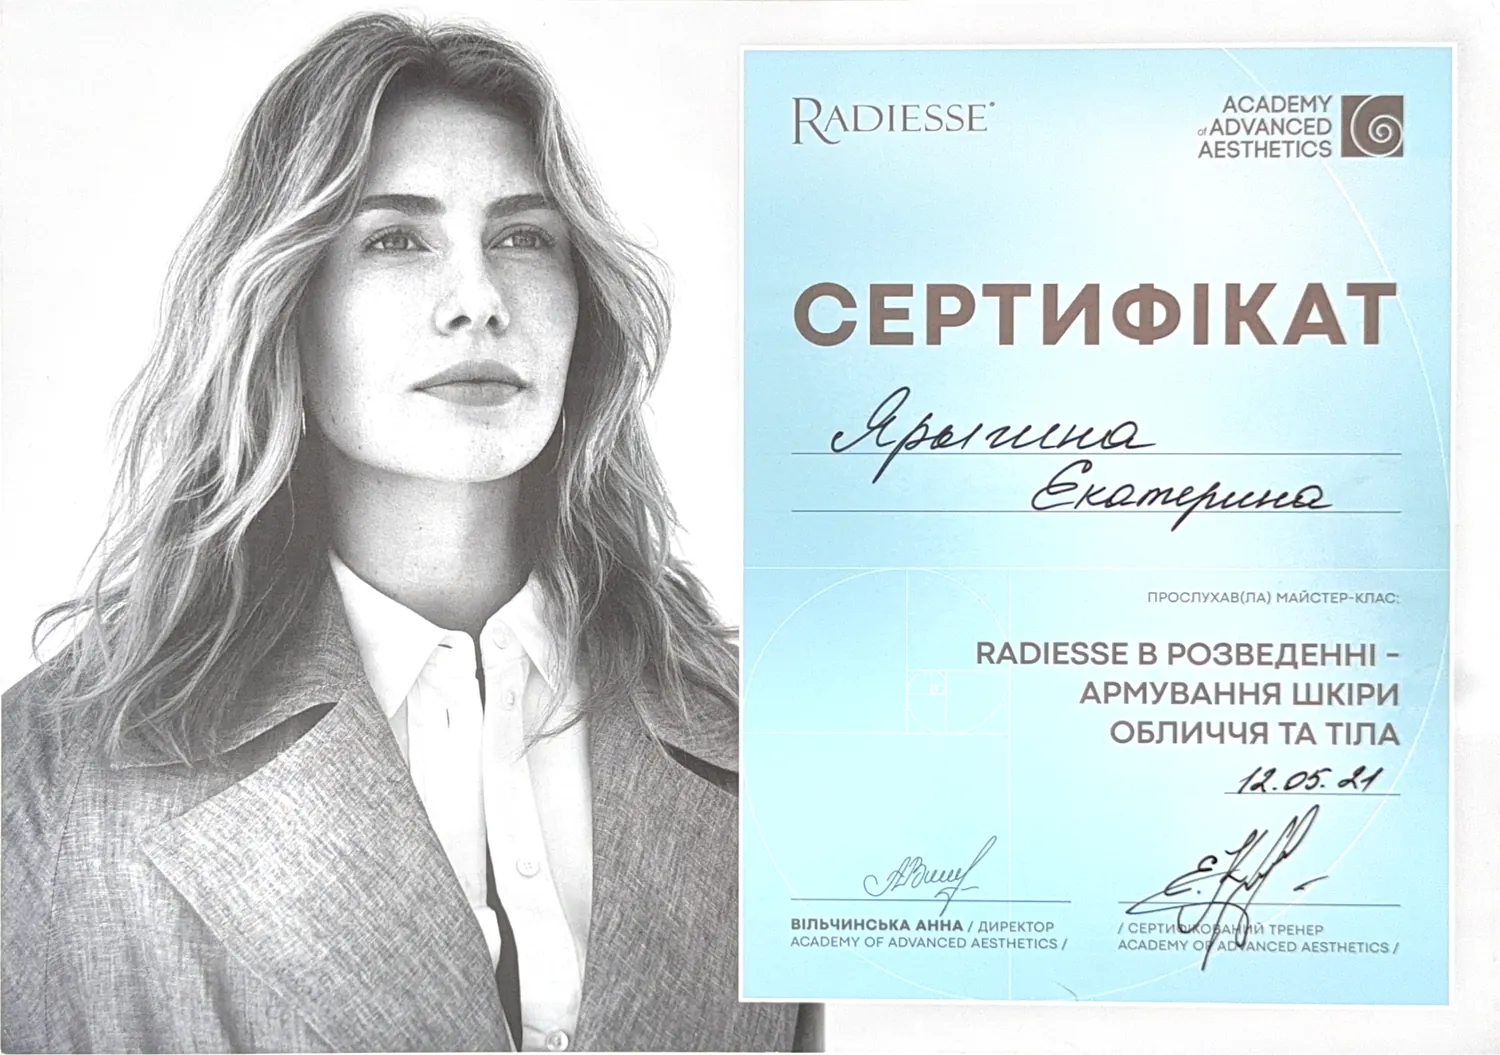 RADIESSE®
ACADEMY
of ADVANCED
AESTHETICS
СЕРТИФІКАТ
Ярыгина
Екатерина
ПРОСЛУХАВ(ЛА) МАЙСТЕР-КЛАС:
RADIESSE В РОЗВЕДЕННІ –
АРМУВАННЯ ШКІРИ
ОБЛИЧЧЯ ТА ТІЛА
12.05.21
ВІЛЬЧИНСЬКА АННА / ДИРЕКТОР
ACADEMY OF ADVANCED AESTHETICS /
/ СЕРТИФІКОВАНИЙ ТРЕНЕР
ACADEMY OF ADVANCED AESTHETICS /